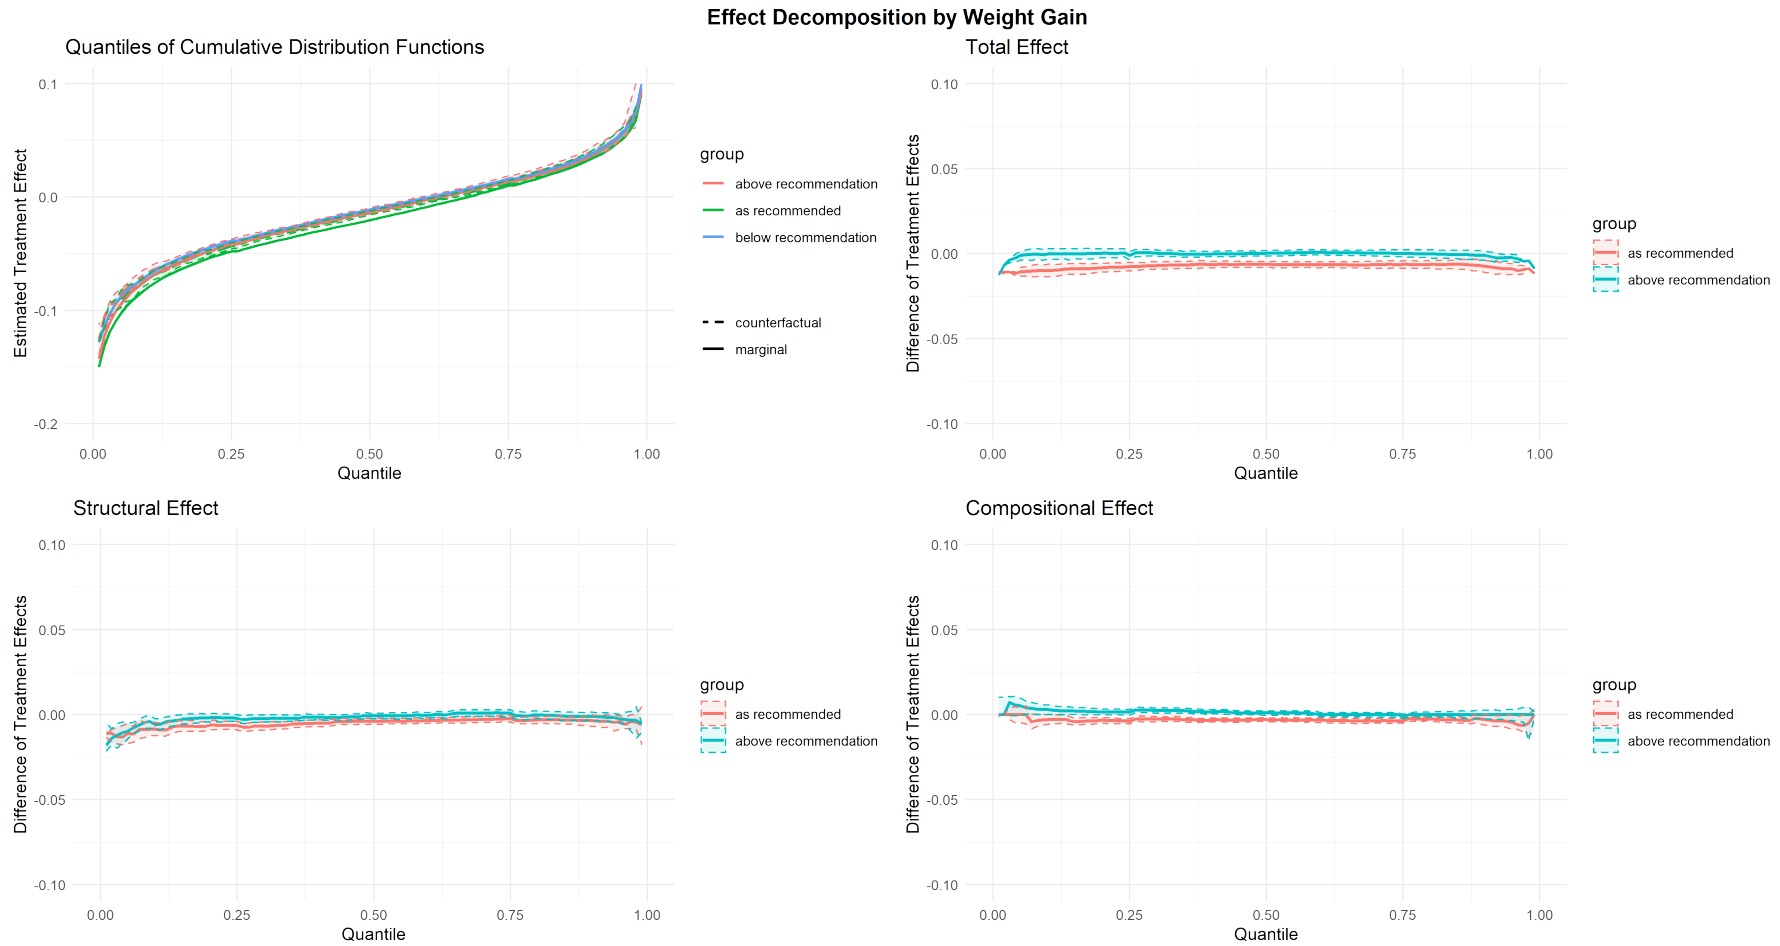 Effect Decomposition by Weight Gain
Quantiles of Cumulative Distribution Functions
0.1
0.0
-0.1
-0.2
Estimated Treatment Effect
0.00 0.25 0.50 0.75 1.00
Quantile
group
above recommendation
as recommended
below recommendation
counterfactual
marginal
Total Effect
0.10
0.05
0.00
-0.05
-0.10
Difference of Treatment Effects
0.00 0.25 0.50 0.75 1.00
Quantile
group
as recommended
above recommendation
Structural Effect
0.10
0.05
0.00
-0.05
-0.10
Difference of Treatment Effects
0.00 0.25 0.50 0.75 1.00
Quantile
group
as recommended
above recommendation
Compositional Effect
0.10
0.05
0.00
-0.05
-0.10
Difference of Treatment Effects
0.00 0.25 0.50 0.75 1.00
Quantile
group
as recommended
above recommendation